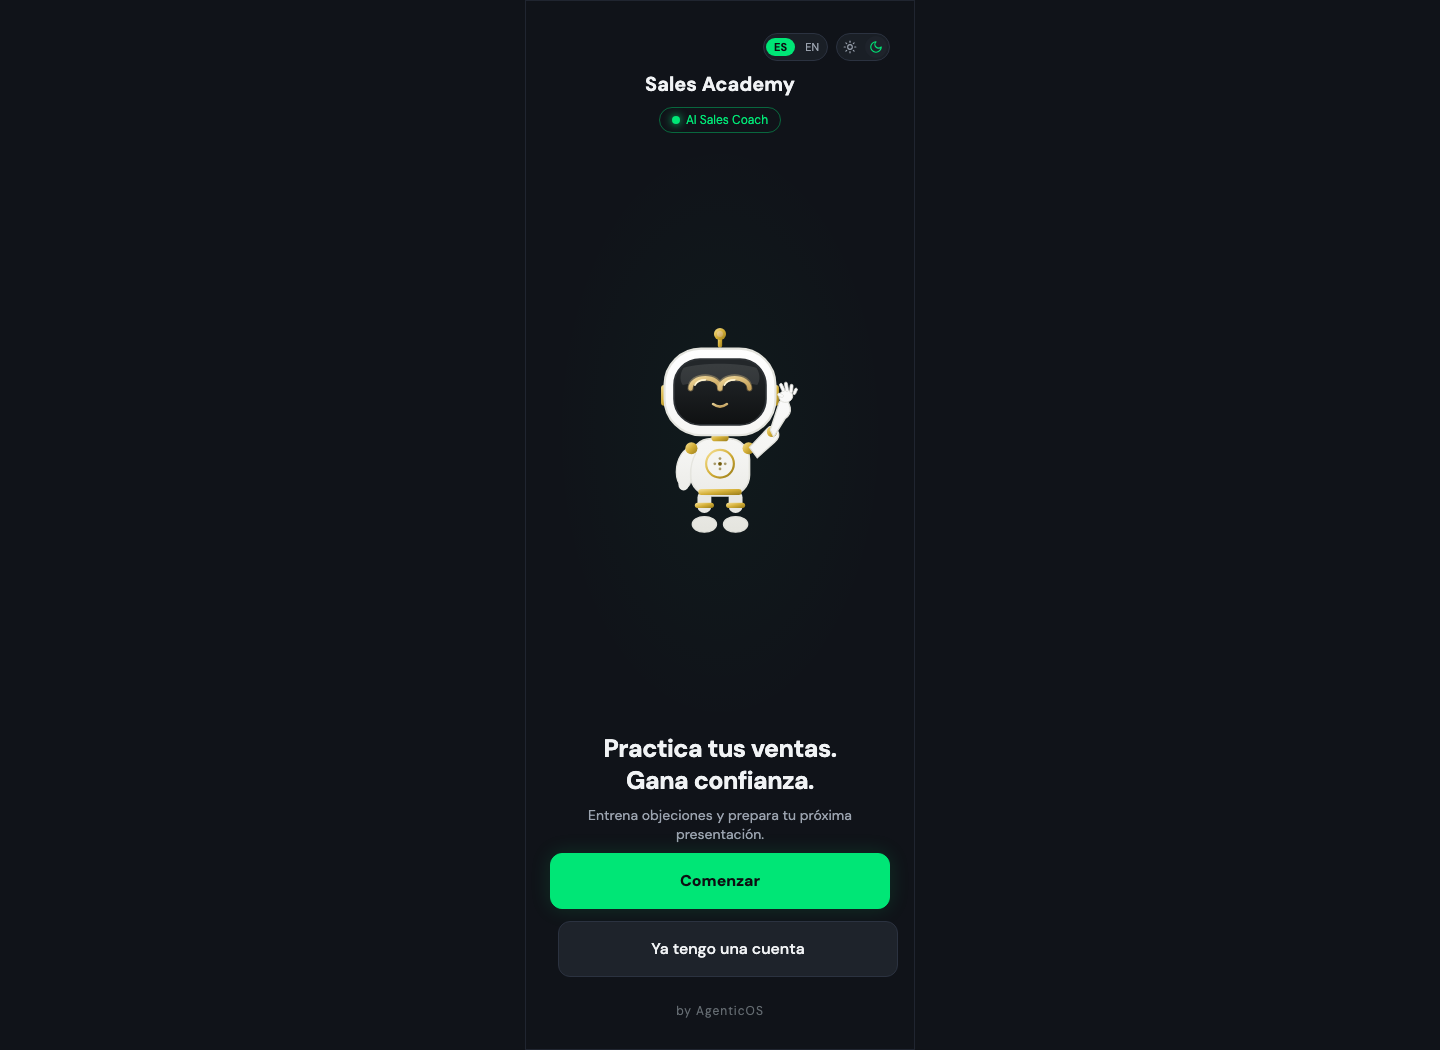 ES EN
Sales Academy
AI Sales Coach
Practica tus ventas.
Gana confianza.
Entrena objeciones y prepara tu próxima
presentación.
Comenzar
Ya tengo una cuenta
by AgenticOS